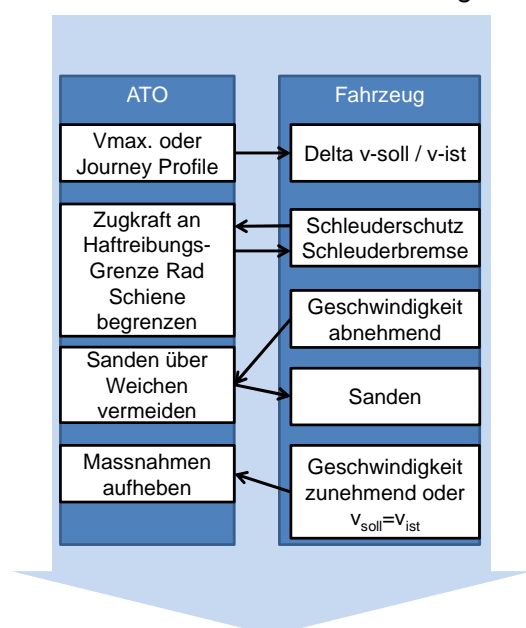 ATO
Fahrzeug
Vmax. oder
Journey Profile
Delta v-soll / v-ist
Zugkraft an
Haftreibungs-
Grenze Rad
Schiene
begrenzen
Schleuderschutz
Schleuderbremse
Geschwindigkeit
abnehmend
Sanden über
Weichen
vermeiden
Sanden
Massnahmen
aufheben
Geschwindigkeit
zunehmend oder
vsoll=vist